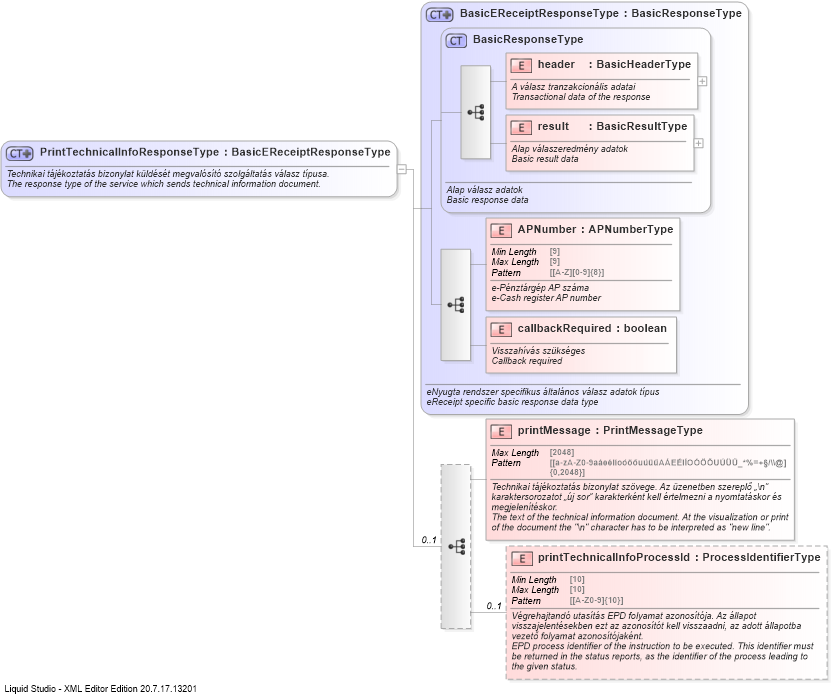 CT BasicEReceiptResponseType : BasicResponseType
CT BasicResponseType
E header : BasicHeaderType
A válasz tranzakcionális adatai
Transactional data of the response
E result : BasicResultType
Alap válaszeredmény adatok
Basic result data
Alap válasz adatok
Basic response data
CT PrintTechnicalInfoResponseType : BasicEReceiptResponseType
Technikai tájékoztatás bizonylat küldését megvalósító szolgáltatás válasz típusa.
The response type of the service which sends technical information document.
E APNumber : APNumberType
Min Length [9]
Max Length [9]
Pattern [[A-Z][0-9]{8}]
e-Pénztárgép AP száma
e-Cash register AP number
E callbackRequired : boolean
Visszahívás szükséges
Callback required
eNyugta rendszer specifikus általános válasz adatok típus
eReceipt specific basic response data type
E printMessage : PrintMessageType
Max Length [2048]
Pattern
{0,2048}]
Technikai tájékoztatás bizonylat szövege. Az üzenetben szereplő „\n”
karaktersorozatot „új sor” karakterként kell értelmezni a nyomtatáskor és
megjelenítéskor.
The text of the technical information document. At the visualization or print
of the document the "\n" character has to be interpreted as "new line".
0..1
E printTechnicalInfoProcessId : ProcessIdentifierType
Min Length [10]
Max Length [10]
Pattern [[A-Z0-9]{10}]
0..1
Végrehajtandó utasítás EPD folyamat azonosítója. Az állapot
visszajelentésekben ezt az azonosítót kell visszaadni, az adott állapotba
vezető folyamat azonosítójaként.
EPD process identifier of the instruction to be executed. This identifier must
be returned in the status reports, as the identifier of the process leading to
the given status.
Liquid Studio - XML Editor Edition 20.7.17.13201